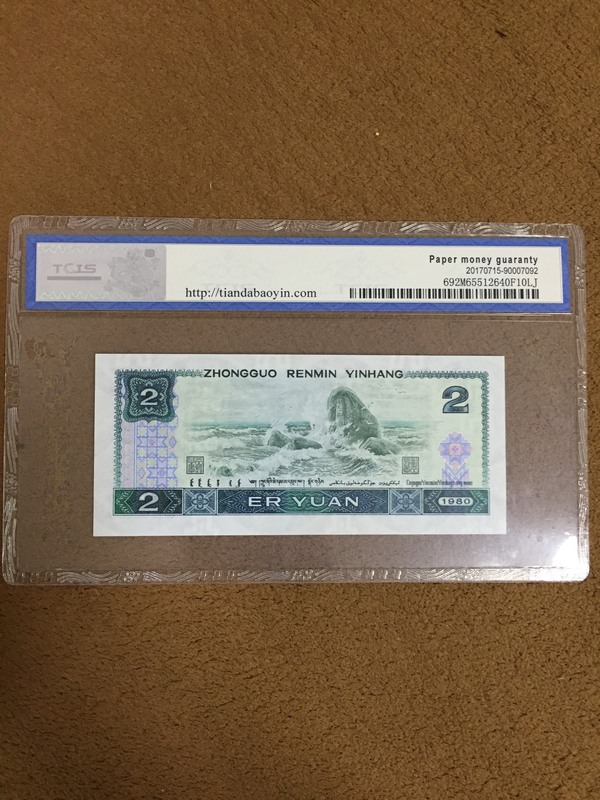 TCIS
Paper money guaranty
20170715-90007092
http://tiandabaoyin.com
692M65512640F10LJ
ZHONGGUO RENMIN YINHANG
2
2
2
ER YUAN
1980